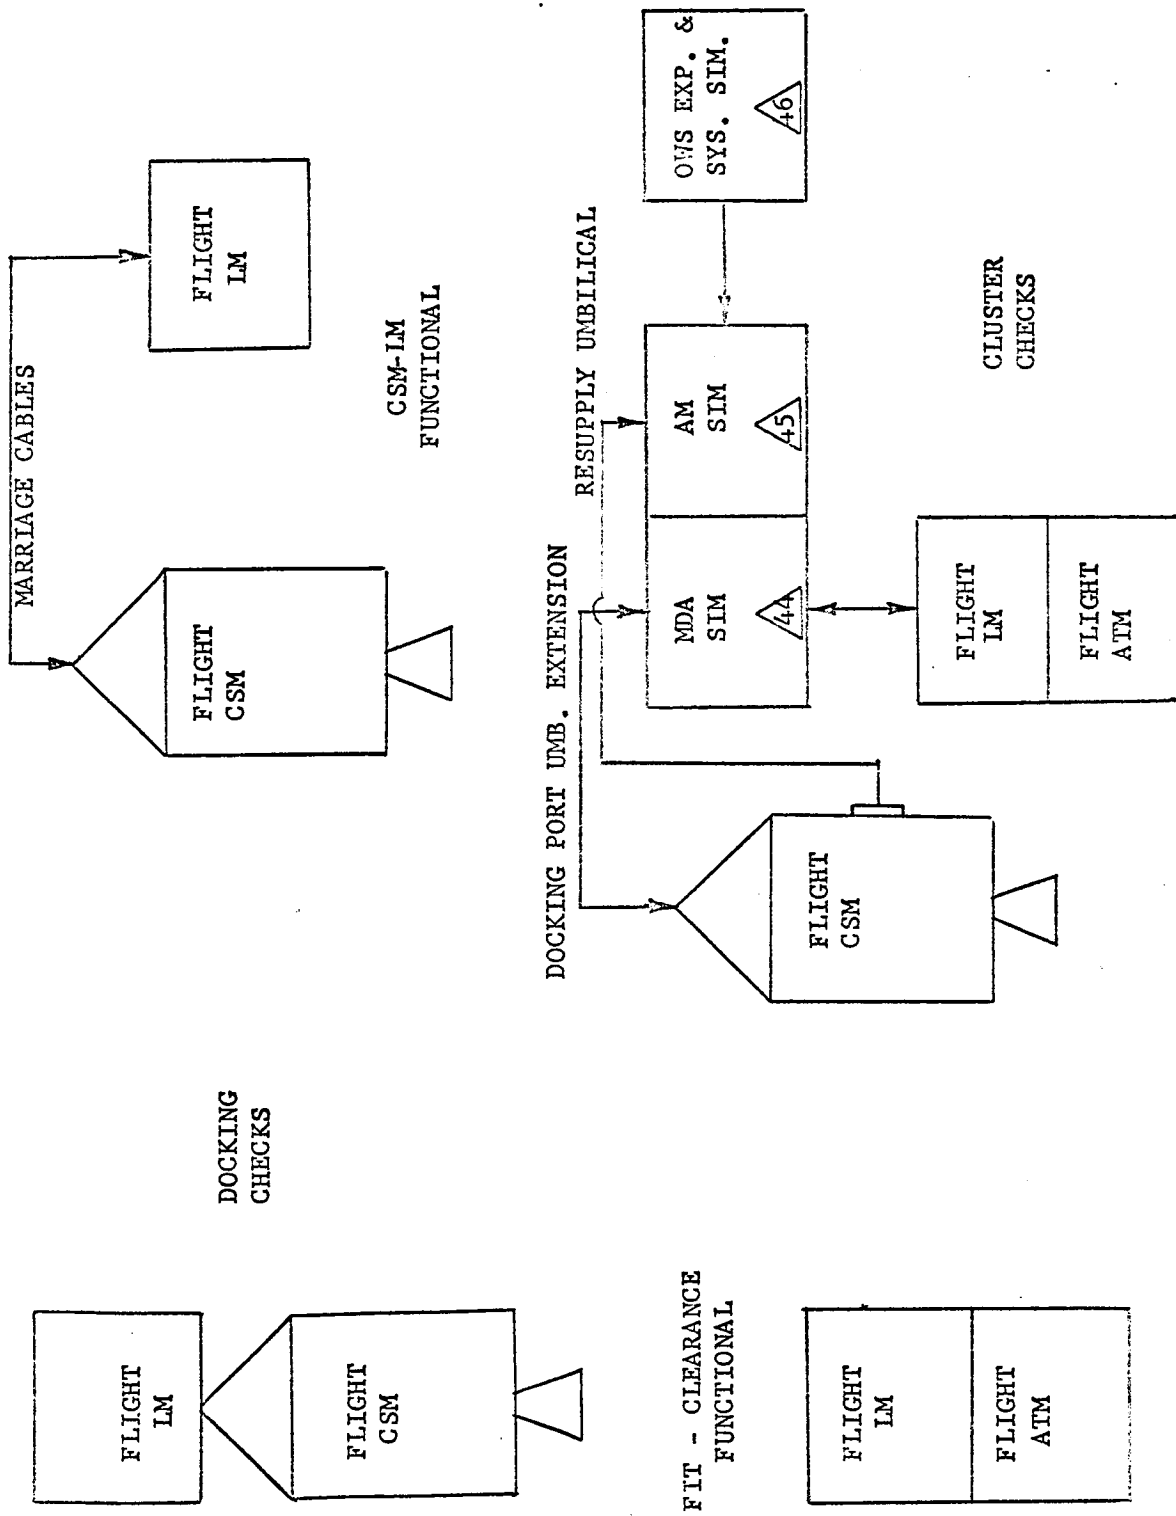 FLIGHT
LM
FLIGHT
CSM
DOCKING
CHECKS
MARRIAGE CABLES
FLIGHT
CSM
FLIGHT
LM
CSM-LM
FUNCTIONAL
FIT - CLEARANCE
FUNCTIONAL
FLIGHT
LM
FLIGHT
ATM
DOCKING PORT UMB. EXTENSION
RESUPPLY UMBILICAL
FLIGHT
CSM
MDA
SIM
44
AM
SIM
45
OWS EXP. &
SYS. SIM.
46
FLIGHT
LM
FLIGHT
ATM
CLUSTER
CHECKS